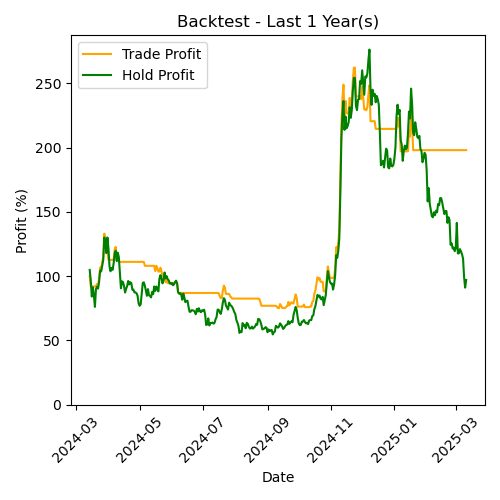 Backtest - Last 1 Year(s)
Trade Profit
Hold Profit
Profit (%)
250
200
150
100
50
0
2024-03
2024-05
2024-07
2024-09
2024-11
2025-01
2025-03
Date